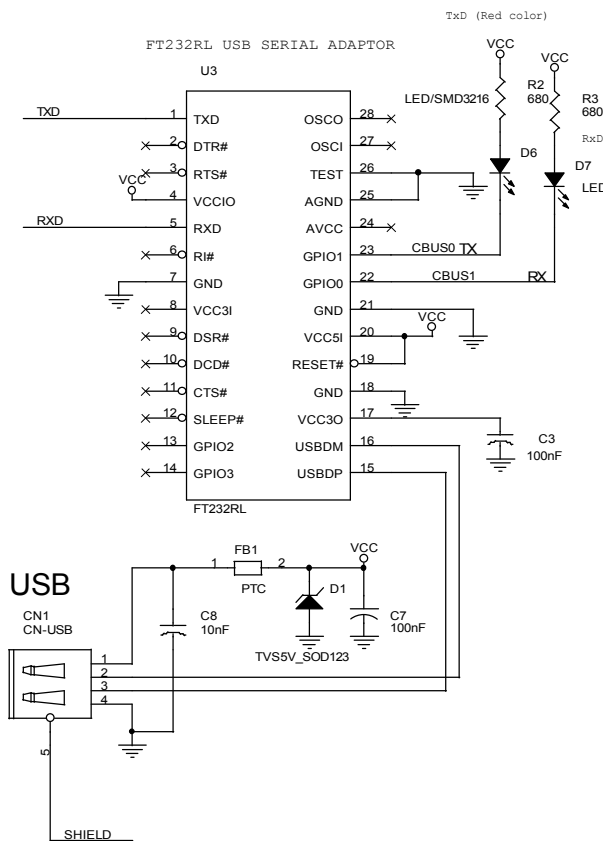 TxD (Red color)
FT232RL USB SERIAL ADAPTOR
VCC
VCC
U3
LED/SMD3216
R2
680
R3
680
RxD
D6
D7
LED
TXD
1 TXD
OSCO 28
2 DTR#
OSCI 27
3 RTS#
TEST 26
VCC
4 VCCIO
AGND 25
RXD
5 RXD
AVCC 24
6 RI#
GPIO1 23 CBUS0 TX
7 GND
GPIO0 22 CBUS1 RX
8 VCC3I
GND 21
9 DSR#
VCC5I 20
VCC
10 DCD#
RESET# 19
11 CTS#
GND 18
12 SLEEP#
VCC3O 17
13 GPIO2
USBDM 16
14 GPIO3
USBDP 15
C3
100nF
FT232RL
FB1
1 2
PTC
VCC
D1
C8
10nF
C7
100nF
TVS5V_SOD123
USB
CN1
CN-USB
1
2
3
4
5
SHIELD